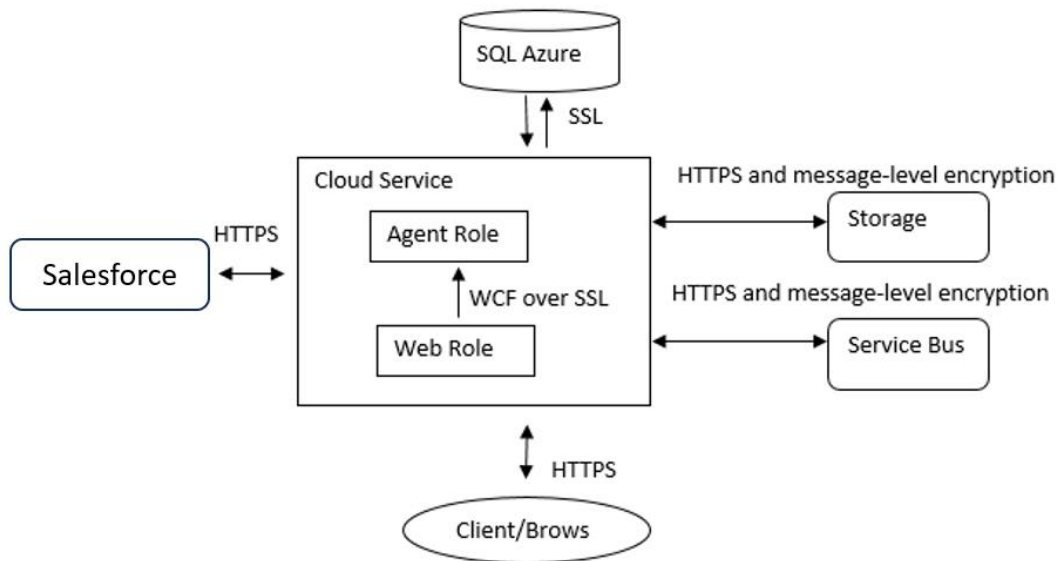 SQL Azure
SSL
Cloud Service
HTTPS and message-level encryption
Agent Role
Storage
HTTPS
Salesforce
WCF over SSL
HTTPS and message-level encryption
Web Role
Service Bus
HTTPS
Client/Brows